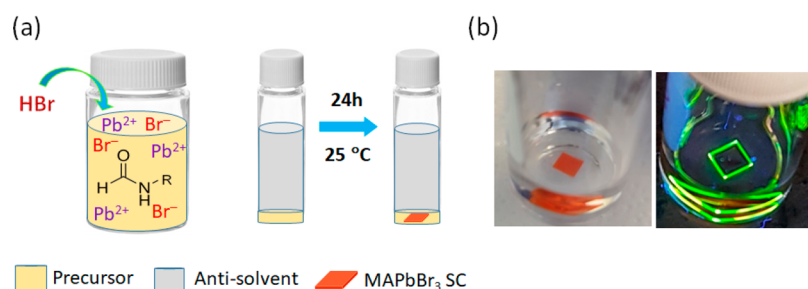 (a)
(b)
HBr
Pb²⁺ Br⁻
Br⁻
Pb²⁺
O
H
N
H
R
Pb²⁺
Br⁻
24h
25 °C
Precursor
Anti-solvent
MAPbBr₃ SC